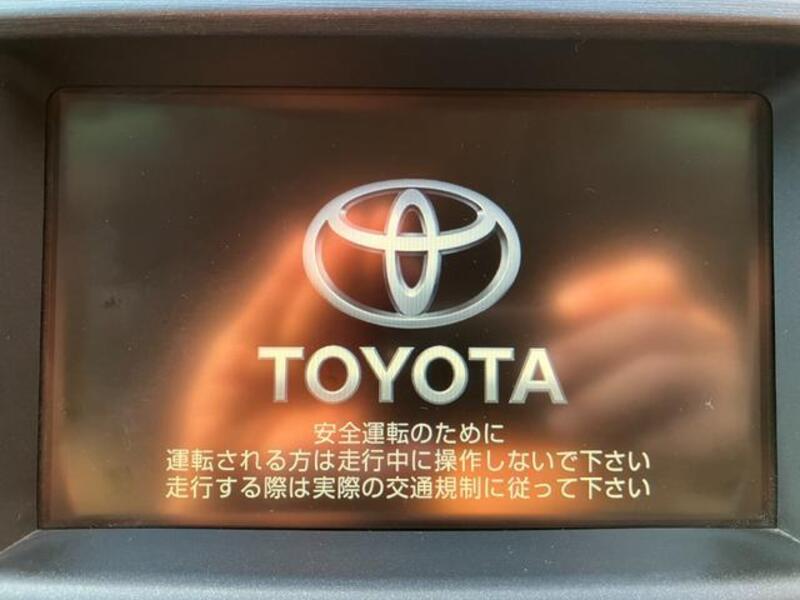 TOYOTA
安全運転のために
運転される方は走行中に操作しないで下さい
走行する際は実際の交通規制に従って下さい